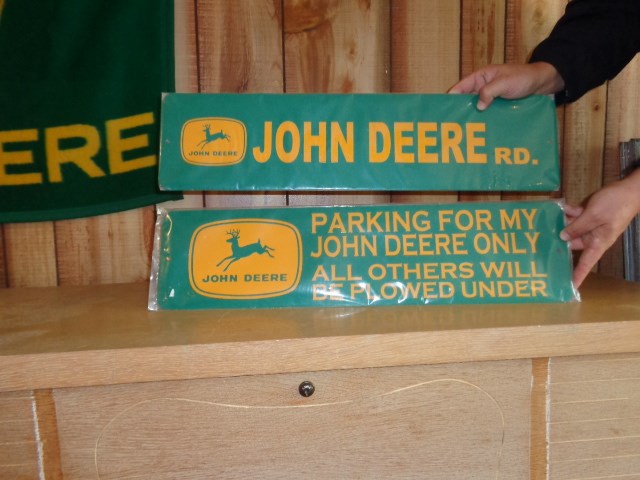 ERE
JOHN DEERE
JOHN DEERE RD.
JOHN DEERE
PARKING FOR MY
JOHN DEERE ONLY
ALL OTHERS WILL
BE PLOWED UNDER